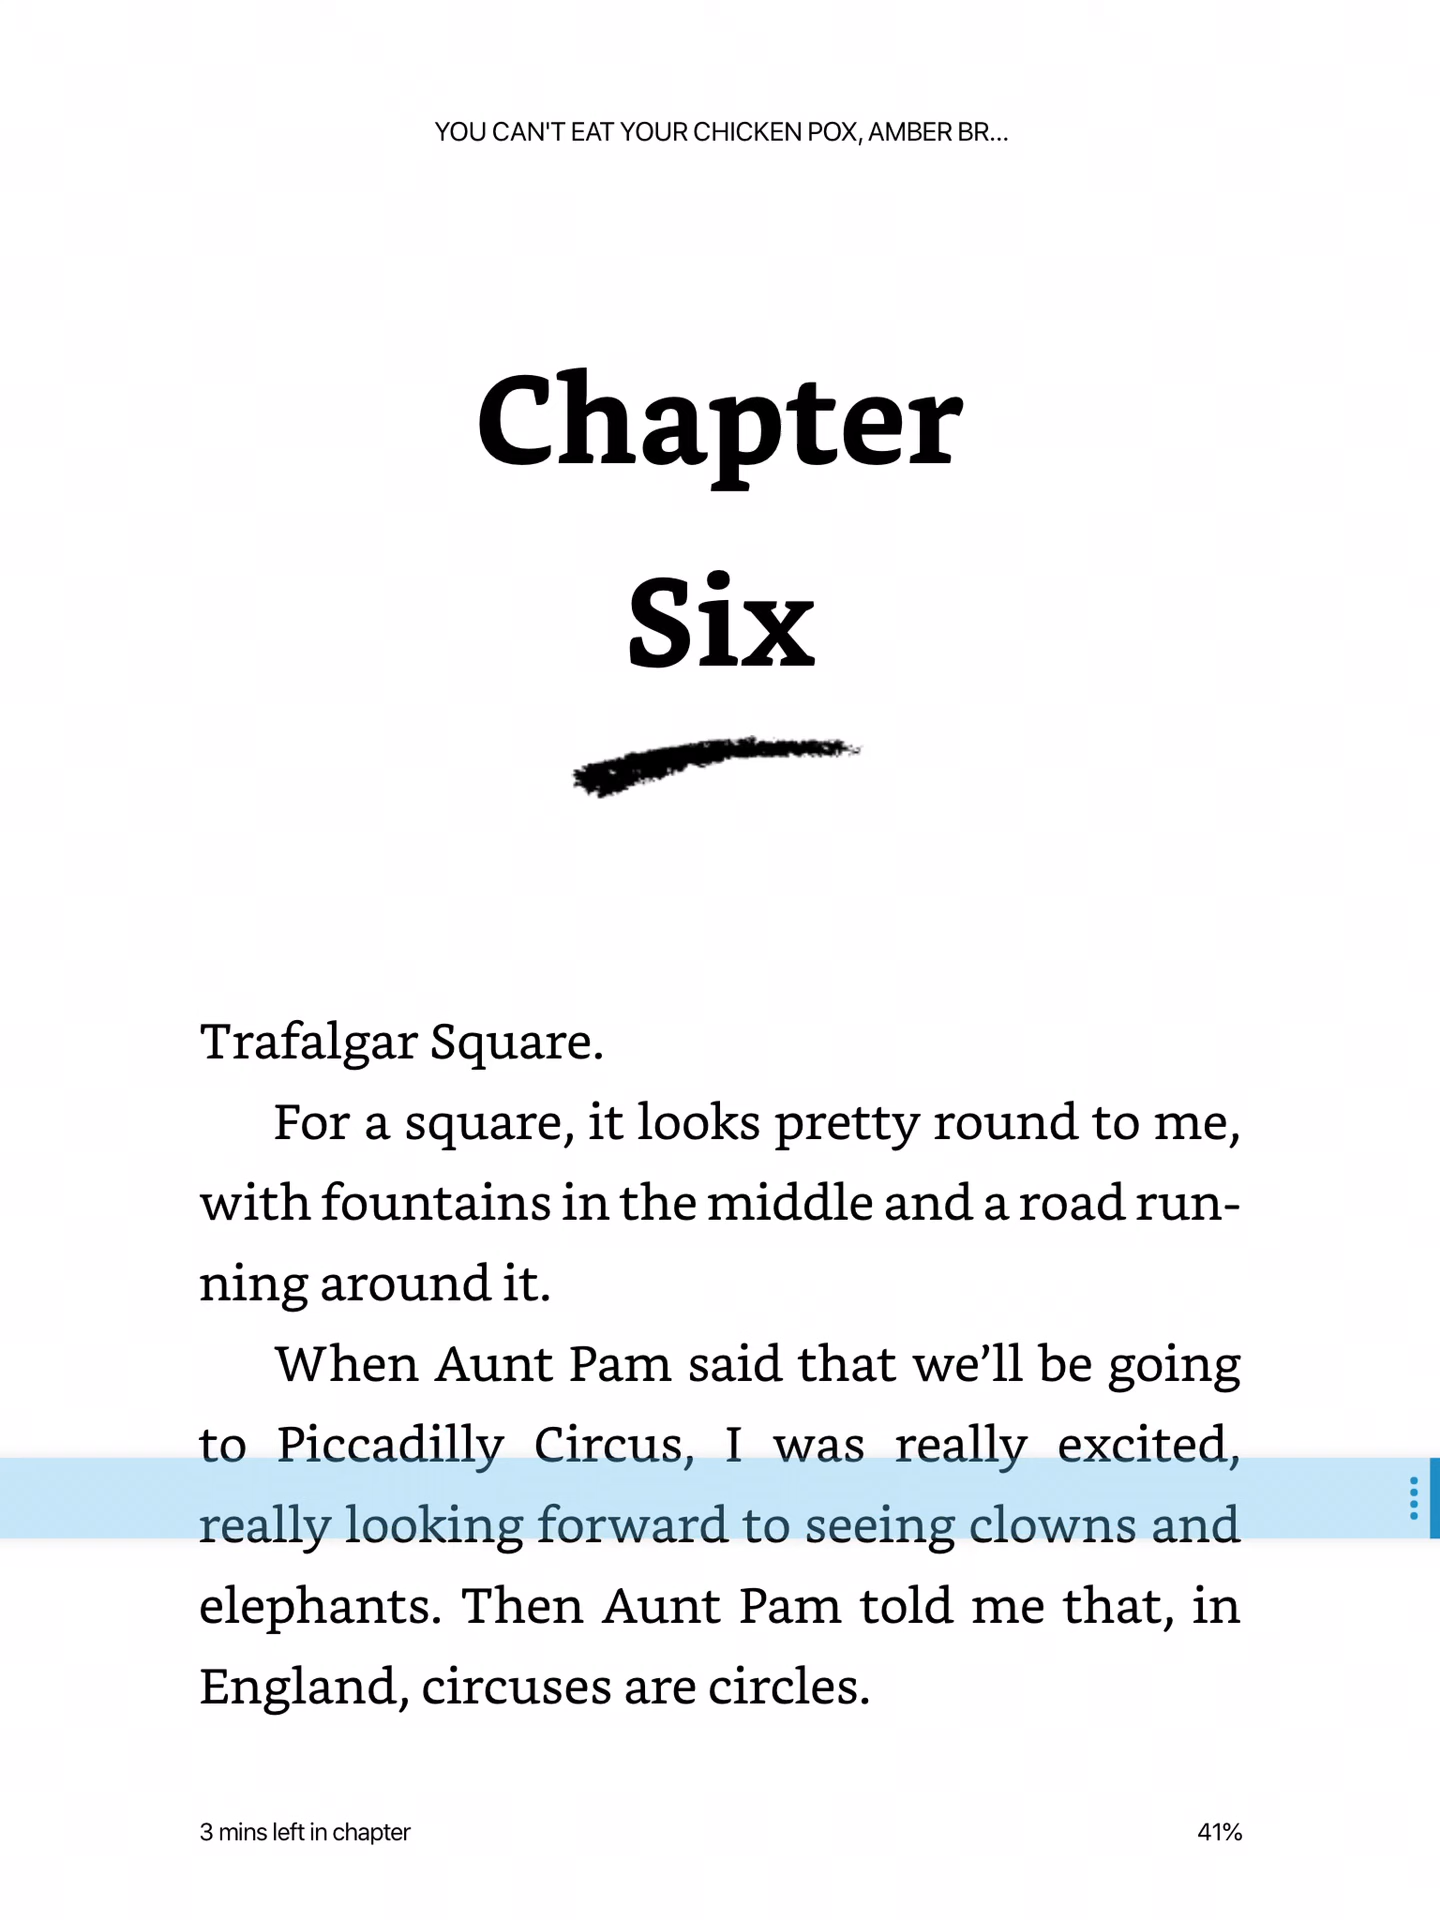 YOU CAN'T EAT YOUR CHICKEN POX, AMBER BR...
Chapter
Six
Trafalgar Square.
For a square, it looks pretty round to me,
with fountains in the middle and a road run-
ning around it.
When Aunt Pam said that we’ll be going
to Piccadilly Circus, I was really excited,
really looking forward to seeing clowns and
elephants. Then Aunt Pam told me that, in
England, circuses are circles.
3 mins left in chapter
41%